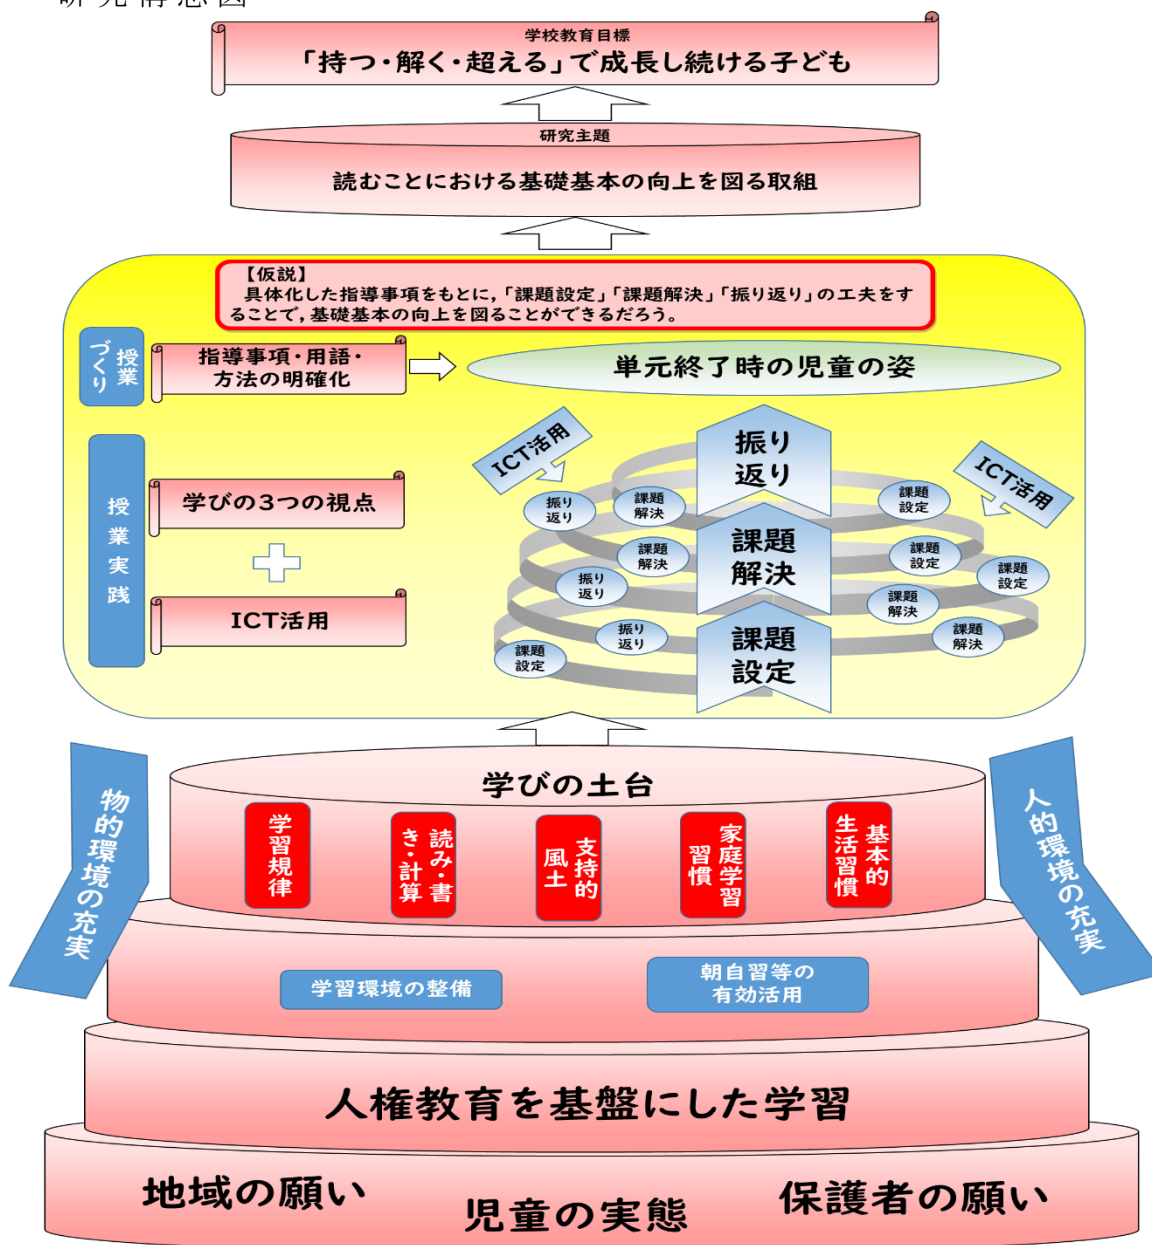 研究構想図
学校教育目標
「持つ・解く・超える」で成長し続ける子ども
研究主題
読むことにおける基礎基本の向上を図る取組
【仮説】
具体化した指導事項をもとに,「課題設定」「課題解決」「振り返り」の工夫をす
ることで,基礎基本の向上を図ることができるだろう。
授業
づくり
指導事項・用語・
方法の明確化
単元終了時の児童の姿
授業実践
学びの3つの視点
ICT活用
ICT活用
ICT活用
振り
返り
課題
解決
課題
設定
振り
返り
課題
解決
課題
設定
課題
解決
課題
設定
課題
設定
振り
返り
課題
解決
振り
返り
課題
解決
課題
設定
学びの土台
学習規律
読み・書
き・計算
支持的
風土
家庭学習
習慣
基本的
生活習慣
物的環境の充実
人的環境の充実
学習環境の整備
朝自習等の
有効活用
人権教育を基盤にした学習
地域の願い
児童の実態
保護者の願い